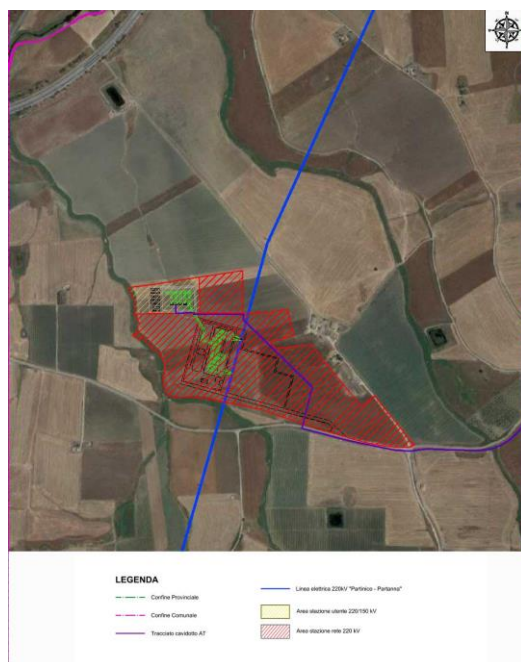 N
LEGENDA
Confine Provinciale
Confine Comunale
Tracciato cavidotto AT
Linea elettrica 220kV "Partinico - Partanna"
Area stazione utente 220/150 kV
Area stazione rete 220 kV